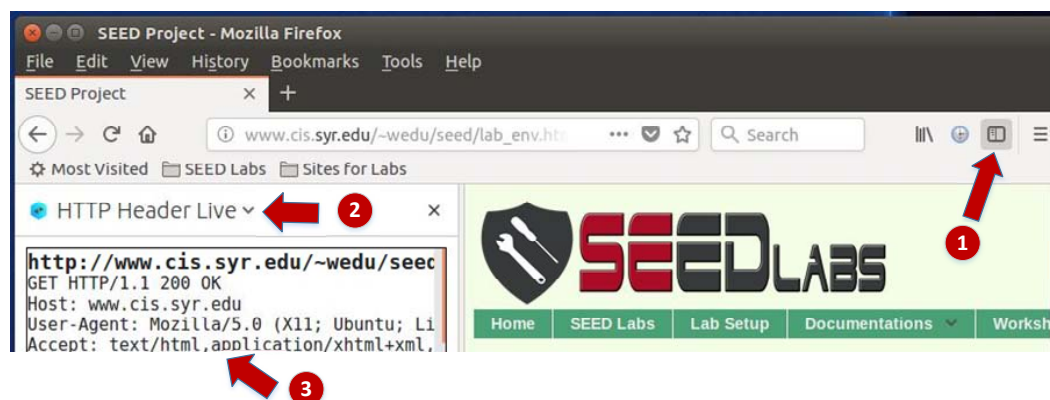 SEED Project - Mozilla Firefox
File Edit View History Bookmarks Tools Help
SEED Project
www.cis.syr.edu/~wedu/seed/lab_env.ht
Search
Most Visited SEED Labs Sites for Labs
HTTP Header Live
2
1
http://www.cis.syr.edu/~wedu/seed
GET HTTP/1.1 200 OK
Host: www.cis.syr.edu
User-Agent: Mozilla/5.0 (X11; Ubuntu; Li
Accept: text/html,application/xhtml+xml,
3
SEEDLABS
Home SEED Labs Lab Setup Documentations Worksh